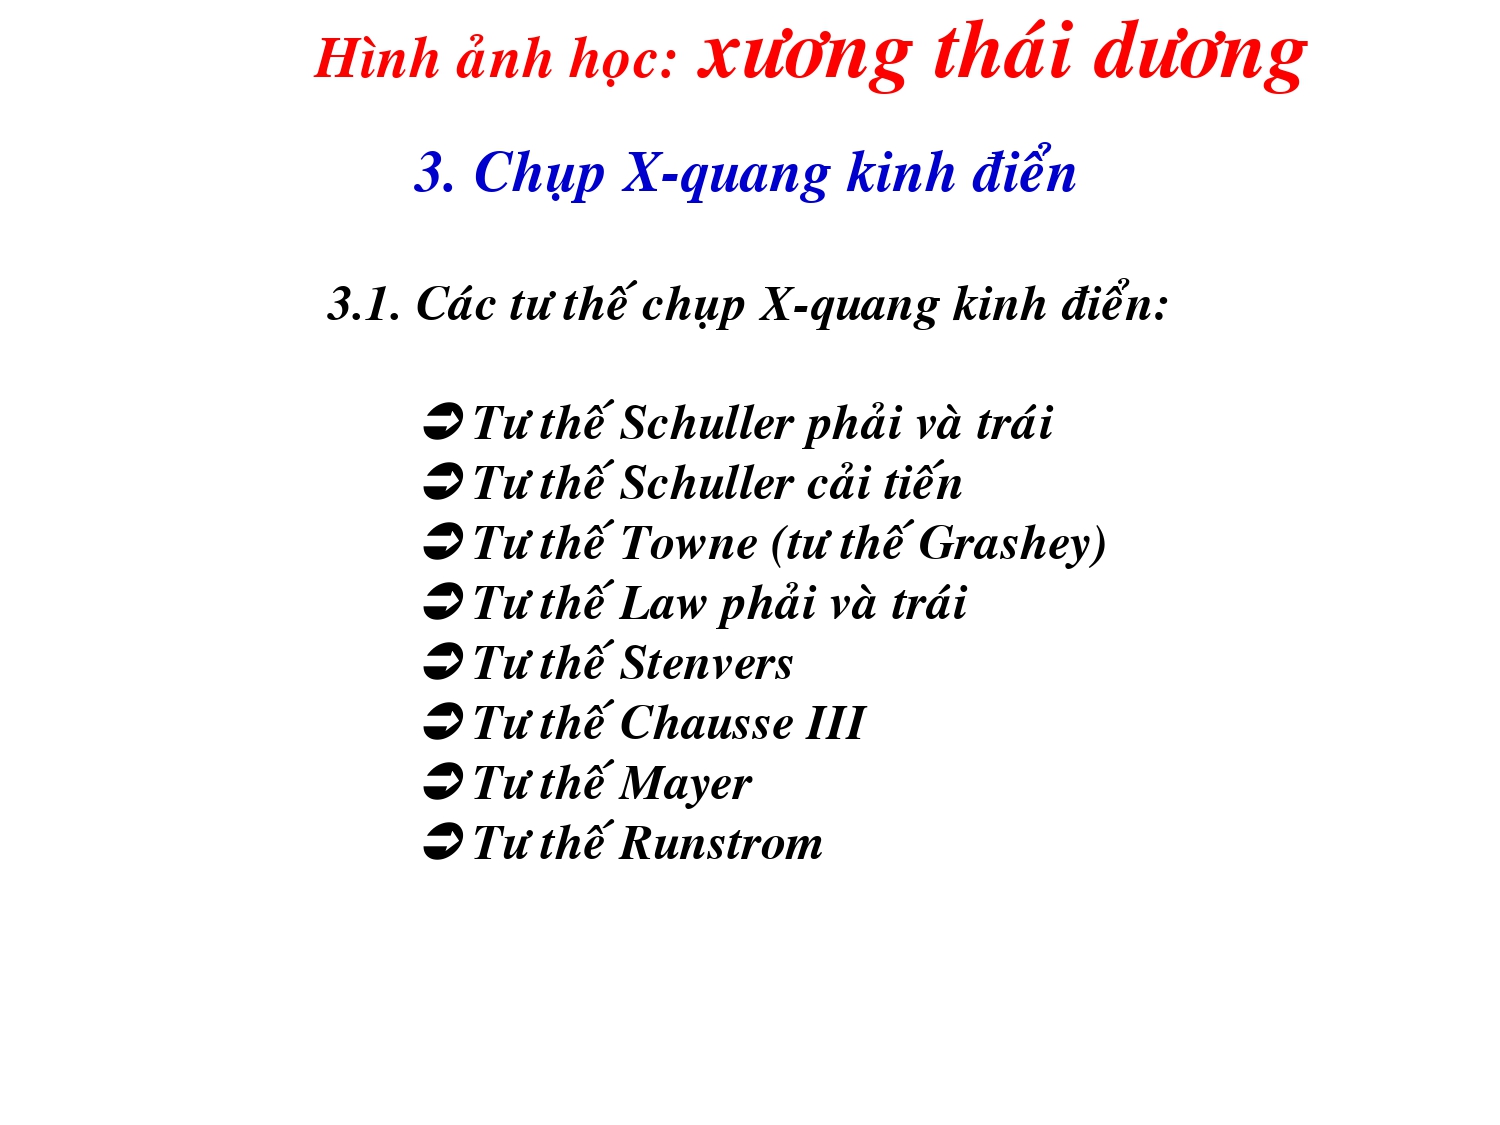 Hình ảnh học: xương thái dương
3. Chụp X-quang kinh điển
3.1. Các tư thế chụp X-quang kinh điển:
➲ Tư thế Schuller phải và trái
➲ Tư thế Schuller cải tiến
➲ Tư thế Towne (tư thế Grashey)
➲ Tư thế Law phải và trái
➲ Tư thế Stenvers
➲ Tư thế Chausse III
➲ Tư thế Mayer
➲ Tư thế Runstrom